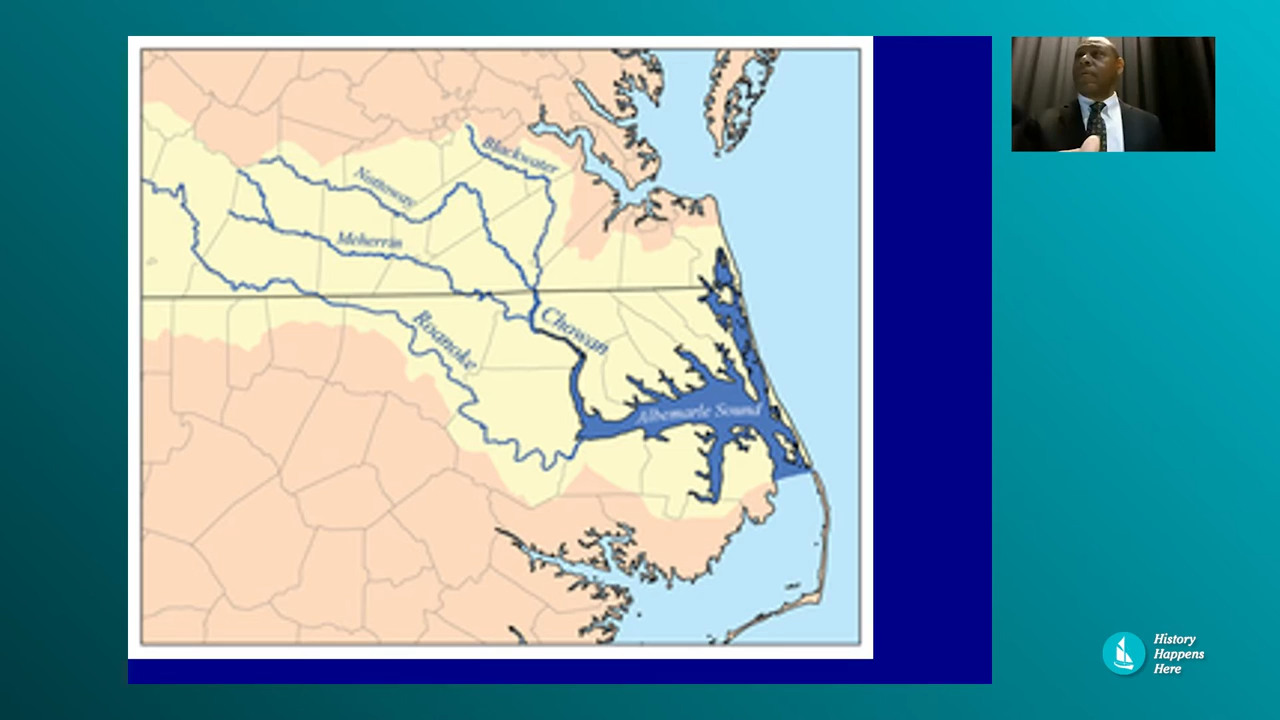 Blackwater
Nottoway
Meherrin
Chowan
Roanoke
Albemarle Sound
History
Happens
Here